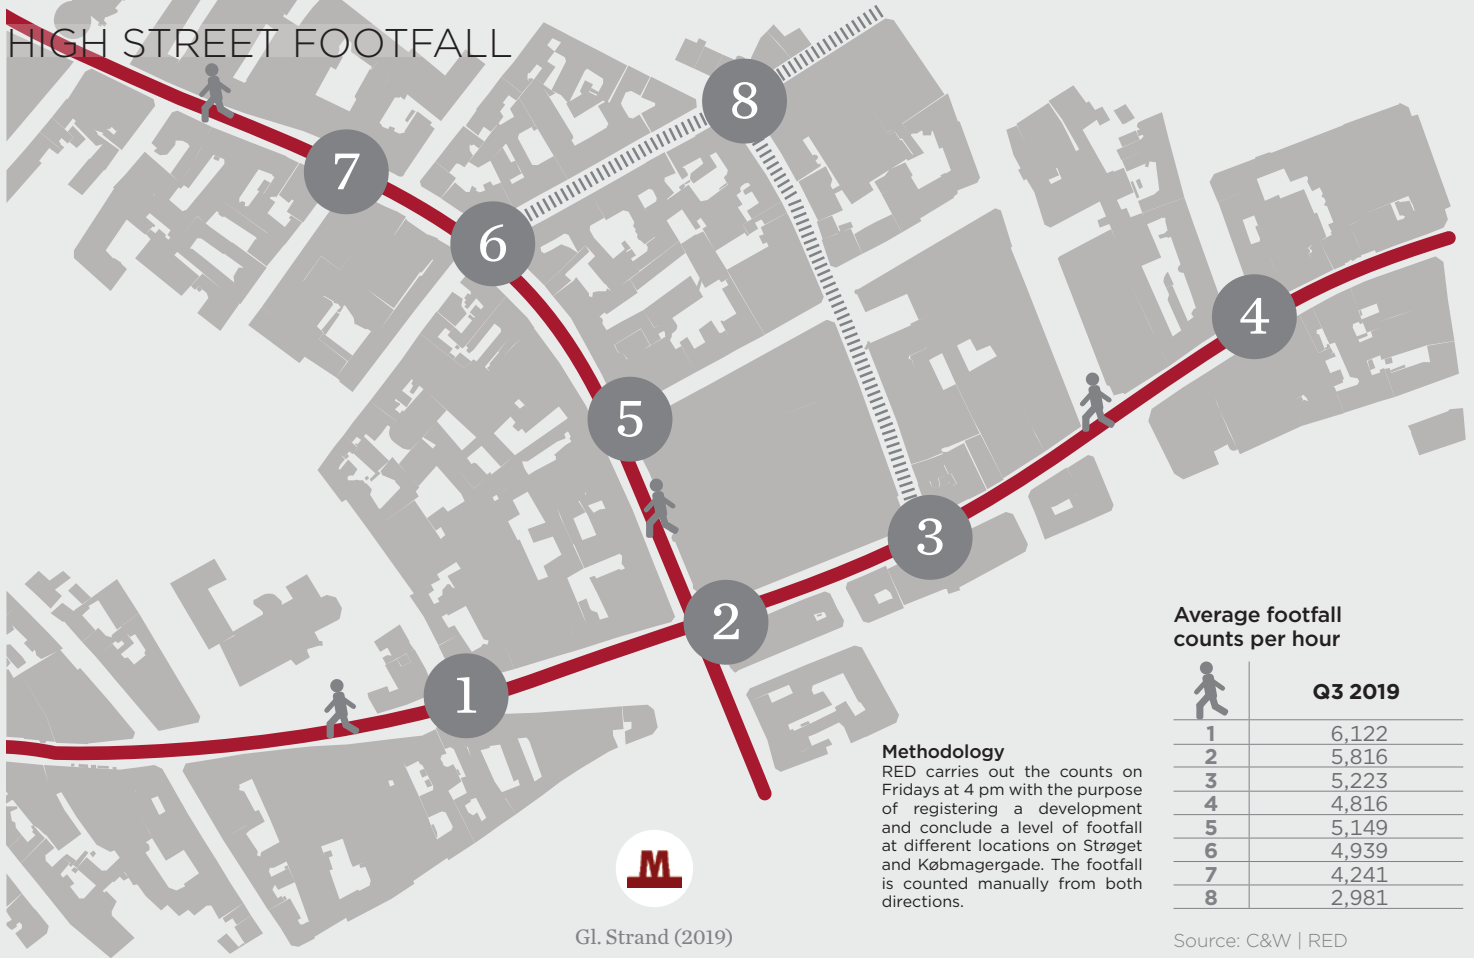 HIGH STREET FOOTFALL
8
7
6
4
5
3
2
1
Average footfall
counts per hour
Q3 2019
1 6,122
2 5,816
3 5,223
4 4,816
5 5,149
6 4,939
7 4,241
8 2,981
Source: C&W | RED
Methodology
RED carries out the counts on
Fridays at 4 pm with the purpose
of registering a development
and conclude a level of footfall
at different locations on Strøget
and Købmagergade. The footfall
is counted manually from both
directions.
M
Gl. Strand (2019)